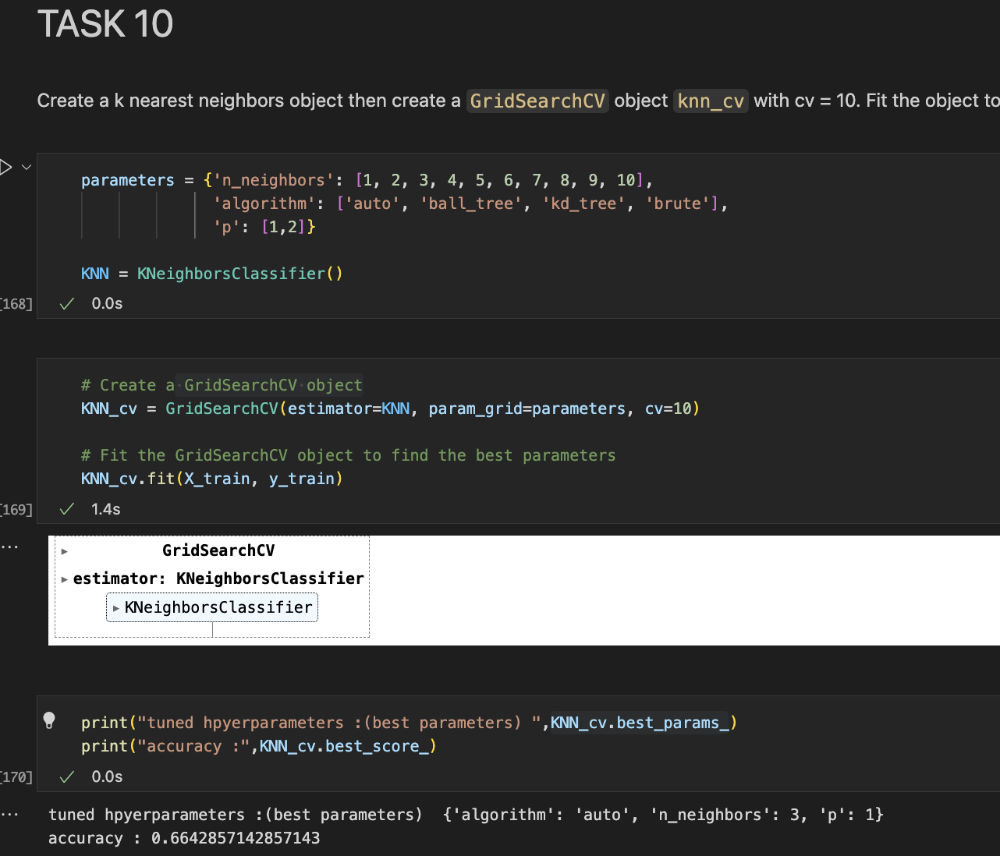 TASK 10
Create a k nearest neighbors object then create a GridSearchCV object knn_cv with cv = 10. Fit the object to
parameters = {'n_neighbors': [1, 2, 3, 4, 5, 6, 7, 8, 9, 10],
'algorithm': ['auto', 'ball_tree', 'kd_tree', 'brute'],
'p': [1,2]}
KNN = KNeighborsClassifier()
[168] 0.0s
# Create a GridSearchCV object
KNN_cv = GridSearchCV(estimator=KNN, param_grid=parameters, cv=10)
# Fit the GridSearchCV object to find the best parameters
KNN_cv.fit(X_train, y_train)
[169] 1.4s
GridSearchCV
estimator: KNeighborsClassifier
KNeighborsClassifier
print("tuned hpyerparameters :(best parameters) ",KNN_cv.best_params_)
print("accuracy :",KNN_cv.best_score_)
[170] 0.0s
tuned hpyerparameters :(best parameters)  {'algorithm': 'auto', 'n_neighbors': 3, 'p': 1}
accuracy : 0.6642857142857143